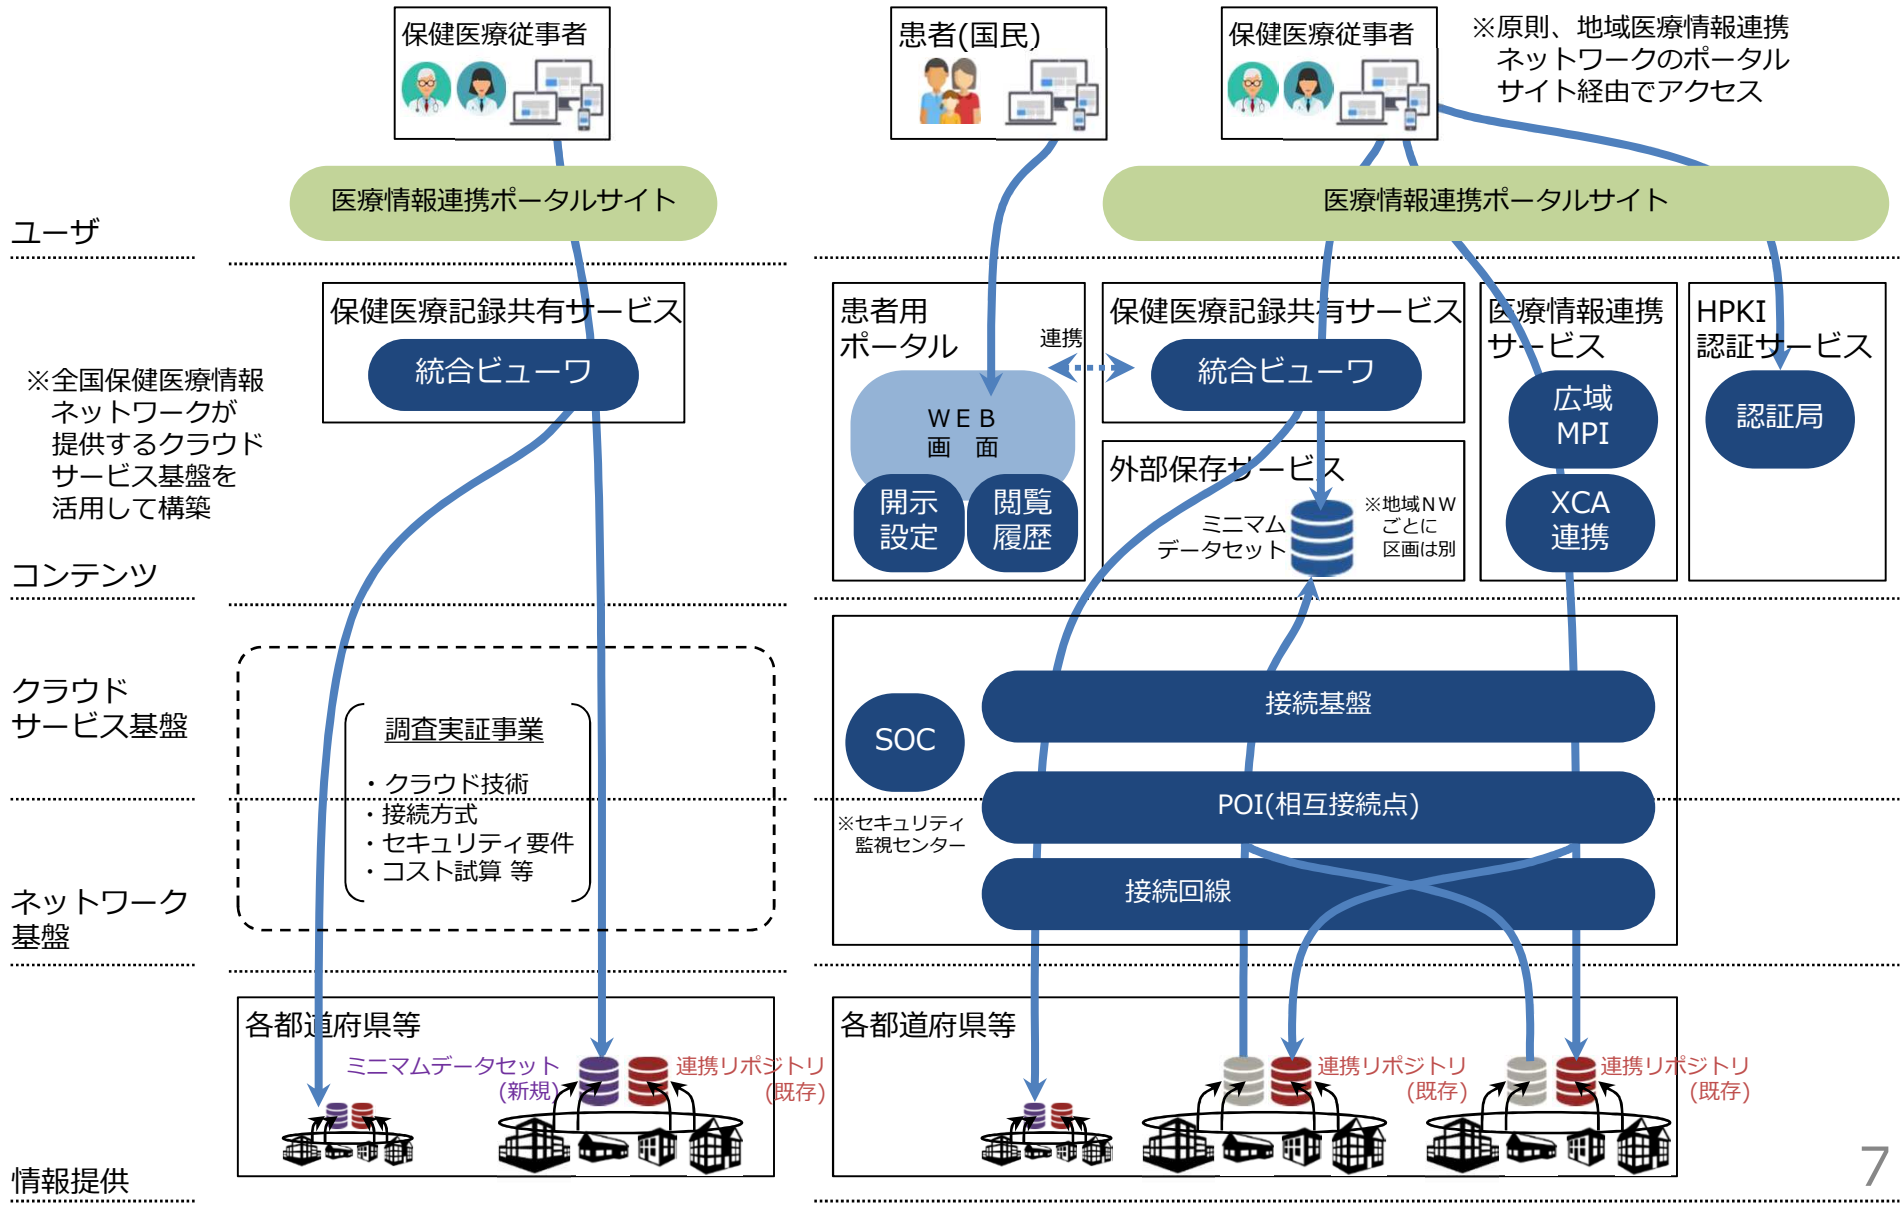 保健医療従事者
患者(国民)
保健医療従事者
※原則、地域医療情報連携
ネットワークのポータル
サイト経由でアクセス
医療情報連携ポータルサイト
医療情報連携ポータルサイト
ユーザ
保健医療記録共有サービス
統合ビューワ
患者用
ポータル
連携
ＷＥＢ
画　面
開示
設定
閲覧
履歴
保健医療記録共有サービス
統合ビューワ
外部保存サービス
ミニマム
データセット
※地域ＮＷ
ごとに
区画は別
医療情報連携
サービス
広域
MPI
XCA
連携
HPKI
認証サービス
認証局
※全国保健医療情報
ネットワークが
提供するクラウド
サービス基盤を
活用して構築
コンテンツ
クラウド
サービス基盤
調査実証事業
・クラウド技術
・接続方式
・セキュリティ要件
・コスト試算 等
SOC
※セキュリティ
監視センター
接続基盤
POI(相互接続点)
接続回線
ネットワーク
基盤
各都道府県等
ミニマムデータセット
(新規)
連携リポジトリ
(既存)
各都道府県等
連携リポジトリ
(既存)
連携リポジトリ
(既存)
情報提供
7